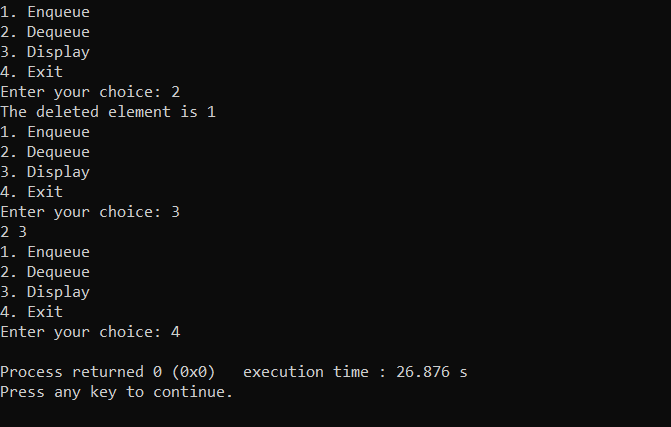 1. Enqueue
2. Dequeue
3. Display
4. Exit
Enter your choice: 2
The deleted element is 1
1. Enqueue
2. Dequeue
3. Display
4. Exit
Enter your choice: 3
2 3
1. Enqueue
2. Dequeue
3. Display
4. Exit
Enter your choice: 4

Process returned 0 (0x0)   execution time : 26.876 s
Press any key to continue.